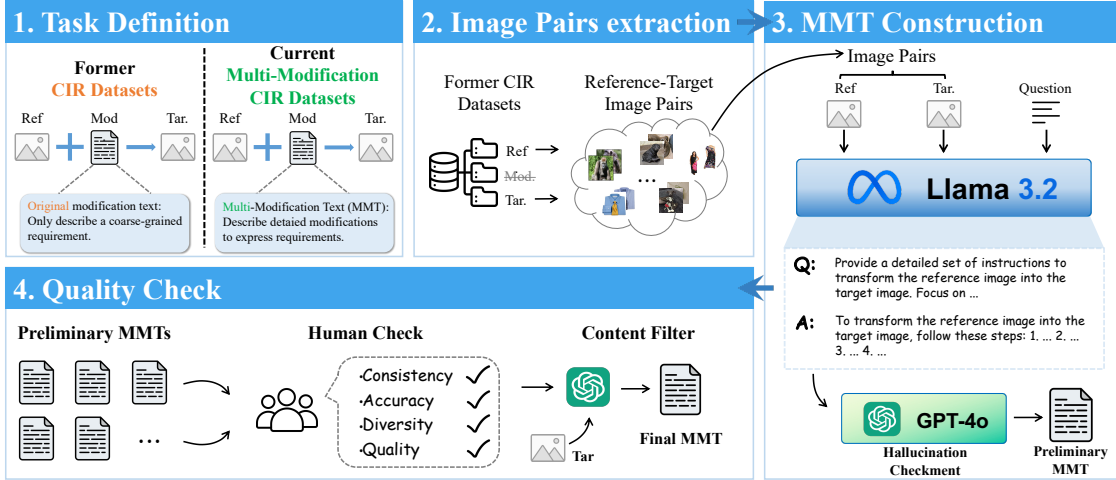 1. Task Definition
Former
CIR Datasets
Ref
Mod
Tar.
Original modification text:
Only describe a coarse-grained
requirement.
Current
Multi-Modification
CIR Datasets
Ref
Mod
Tar.
Multi-Modification Text (MMT):
Describe detaied modifications
to express requirements.
2. Image Pairs extraction
Former CIR
Datasets
Ref
Mod.
Tar.
Reference-Target
Image Pairs
...
3. MMT Construction
Image Pairs
Ref
Tar.
Question
Llama 3.2
Q: Provide a detailed set of instructions to
transform the reference image into the
target image. Focus on ...
A: To transform the reference image into the
target image, follow these steps: 1. ... 2. ...
3. ... 4. ...
GPT-4o
Hallucination
Checkment
Preliminary
MMT
4. Quality Check
Preliminary MMTs
...
Human Check
·Consistency
·Accuracy
·Diversity
·Quality
Content Filter
Tar
Final MMT